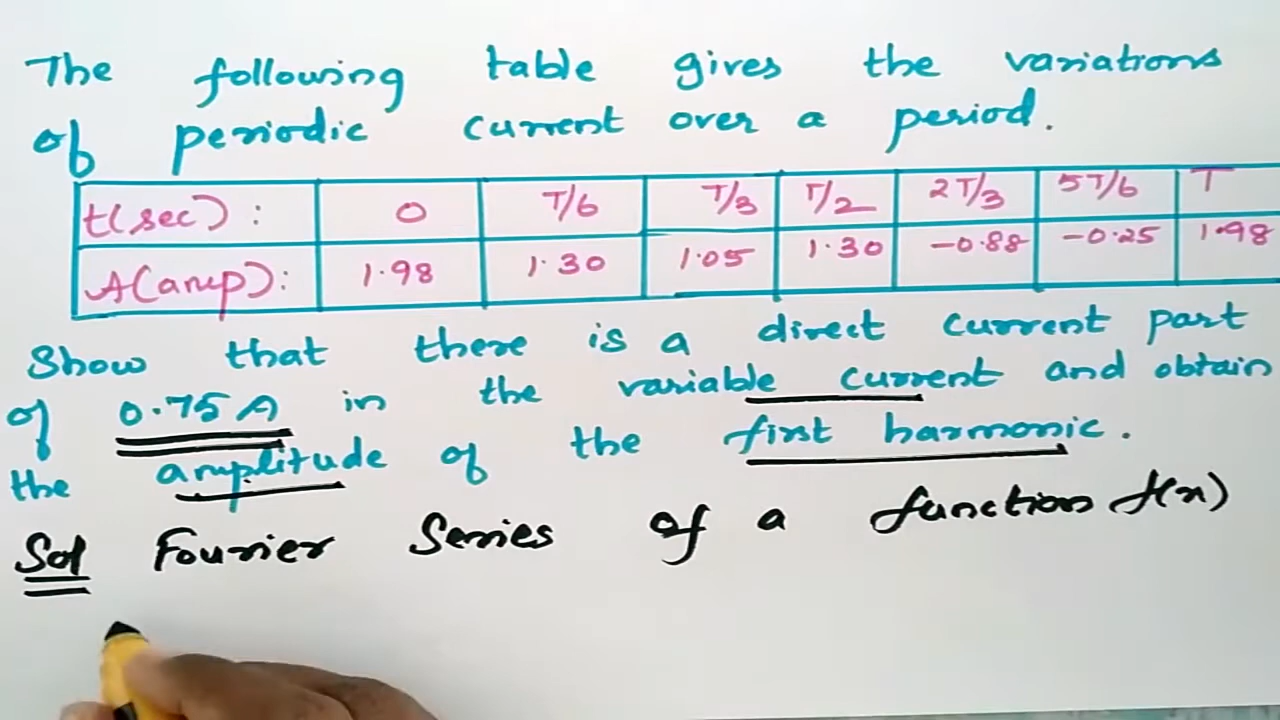 The following table gives the variations
of periodic current over a period.
t(sec) : 0 T/6 T/3 T/2 2T/3 5T/6 T
A(amp): 1.98 1.30 1.05 1.30 -0.88 -0.25 1.98
Show that there is a direct current part
of 0.75A in the variable current and obtain
the amplitude of the first harmonic.
Sol Fourier Series of a function f(x)